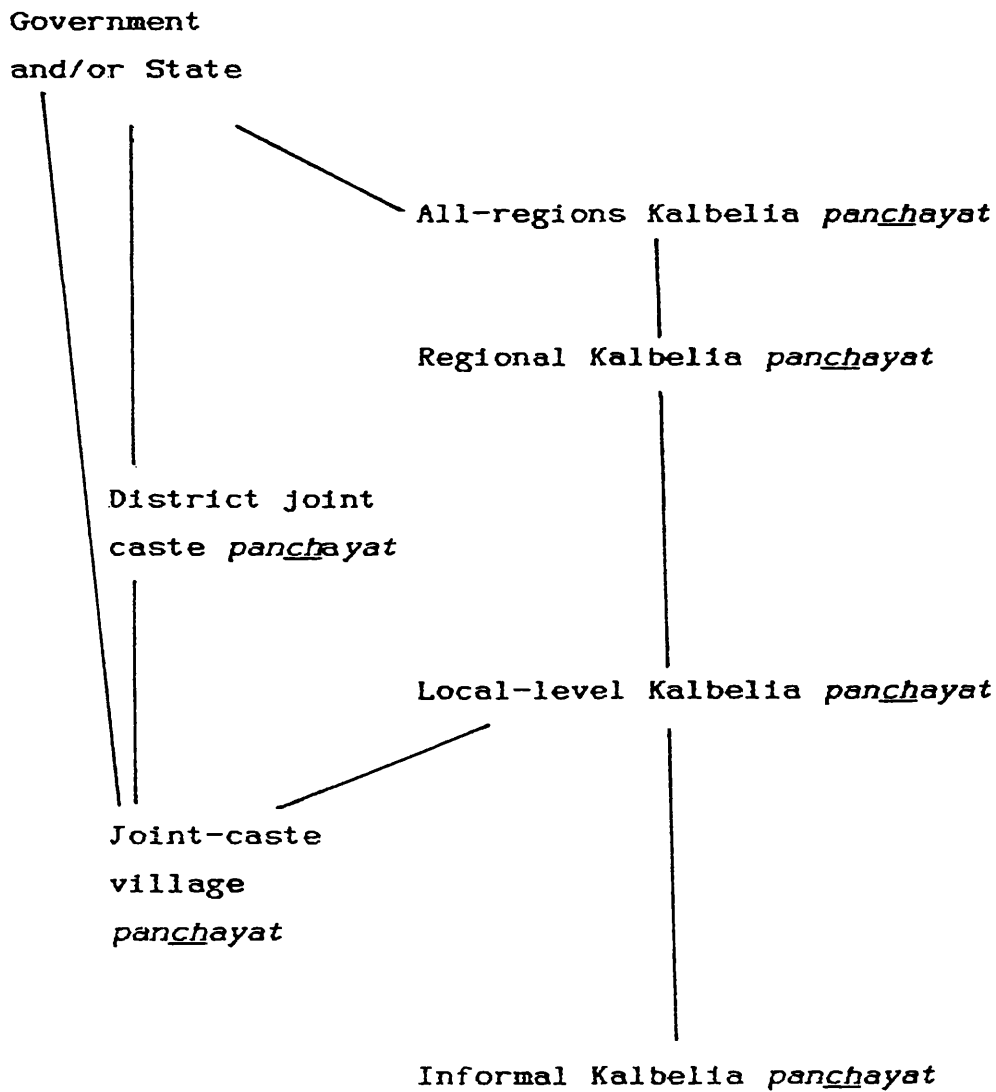 Government
and/or State
All-regions Kalbelia panchayat
Regional Kalbelia panchayat
District joint
caste panchayat
Local-level Kalbelia panchayat
Joint-caste
village
panchayat
Informal Kalbelia panchayat